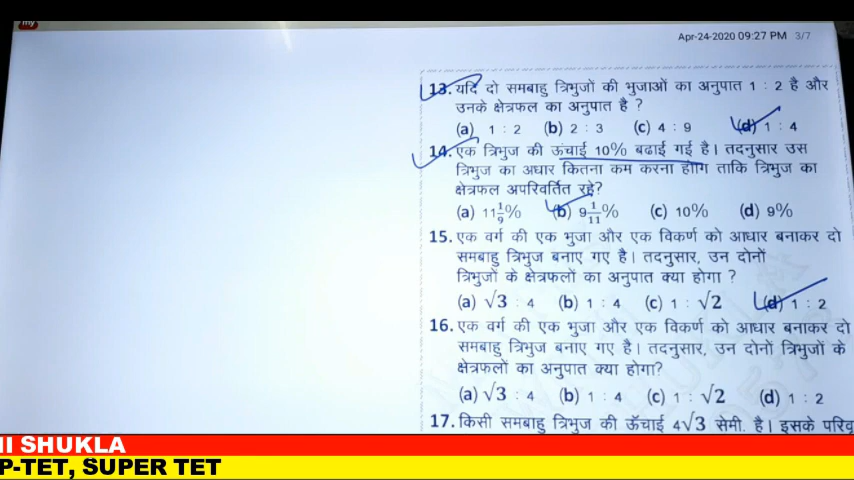 Apr-24-2020 09:27 PM 3/7
13. यदि दो समबाहु त्रिभुजों की भुजाओं का अनुपात 1 : 2 है और
उनके क्षेत्रफल का अनुपात है ?
(a) 1 : 2 (b) 2 : 3 (c) 4 : 9 (d) 1 : 4
14. एक त्रिभुज की ऊंचाई 10% बढाई गई है। तदनुसार उस
त्रिभुज का अधार कितना कम करना होगि ताकि त्रिभुज का
क्षेत्रफल अपरिवर्तित रहे?
(a) 11 1/9% (b) 9 1/11% (c) 10% (d) 9%
15. एक वर्ग की एक भुजा और एक विकर्ण को आधार बनाकर दो
समबाहु त्रिभुज बनाए गए है। तदनुसार, उन दोनों
त्रिभुजों के क्षेत्रफलों का अनुपात क्या होगा ?
(a) √3 : 4 (b) 1 : 4 (c) 1 : √2 (d) 1 : 2
16. एक वर्ग की एक भुजा और एक विकर्ण को आधार बनाकर दो
समबाहु त्रिभुज बनाए गए है। तदनुसार, उन दोनों त्रिभुजों के
क्षेत्रफलों का अनुपात क्या होगा?
(a) √3 : 4 (b) 1 : 4 (c) 1 : √2 (d) 1 : 2
17. किसी समबाहु त्रिभुज की ऊँचाई 4√3 सेमी. है। इसके परिवृ
I SHUKLA
P-TET, SUPER TET